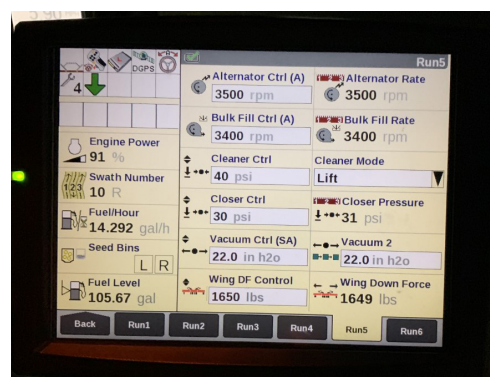 Run5
DGPS
4
Alternator Ctrl (A)
3500 rpm
Alternator Rate
3500 rpm
Bulk Fill Ctrl (A)
3400 rpm
Bulk Fill Rate
3400 rpm
Engine Power
91 %
Cleaner Ctrl
40 psi
Cleaner Mode
Lift
Swath Number
123
10 R
Closer Ctrl
30 psi
Closer Pressure
31 psi
Fuel/Hour
14.292 gal/h
Vacuum Ctrl (SA)
22.0 in h2o
Vacuum 2
22.0 in h2o
Seed Bins
L R
Wing DF Control
1650 lbs
Wing Down Force
1649 lbs
Fuel Level
105.67 gal
Back
Run1
Run2
Run3
Run4
Run5
Run6